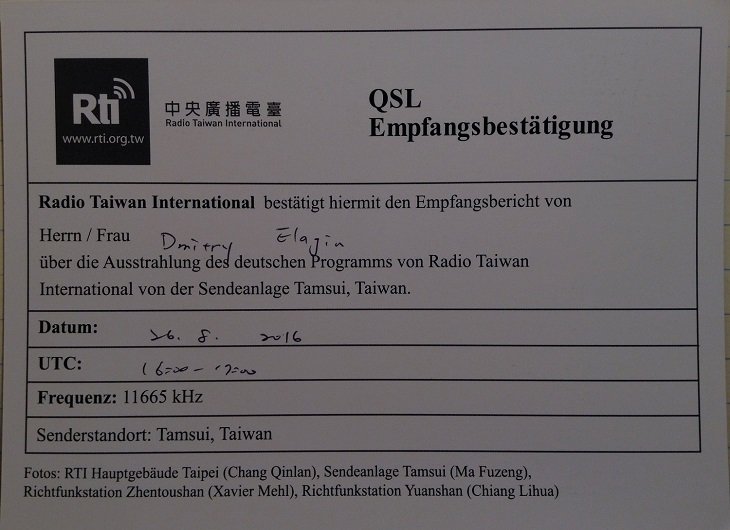 Rti
www.rti.org.tw
中央廣播電臺
Radio Taiwan International
QSL
Empfangsbestätigung
Radio Taiwan International bestätigt hiermit den Empfangsbericht von
Herrn / Frau Dmitry Elagin
über die Ausstrahlung des deutschen Programms von Radio Taiwan
International von der Sendeanlage Tamsui, Taiwan.
Datum: 26. 8. 2016
UTC: 16:00 - 17:00
Frequenz: 11665 kHz
Senderstandort: Tamsui, Taiwan
Fotos: RTI Hauptgebäude Taipei (Chang Qinlan), Sendeanlage Tamsui (Ma Fuzeng),
Richtfunkstation Zhentoushan (Xavier Mehl), Richtfunkstation Yuanshan (Chiang Lihua)